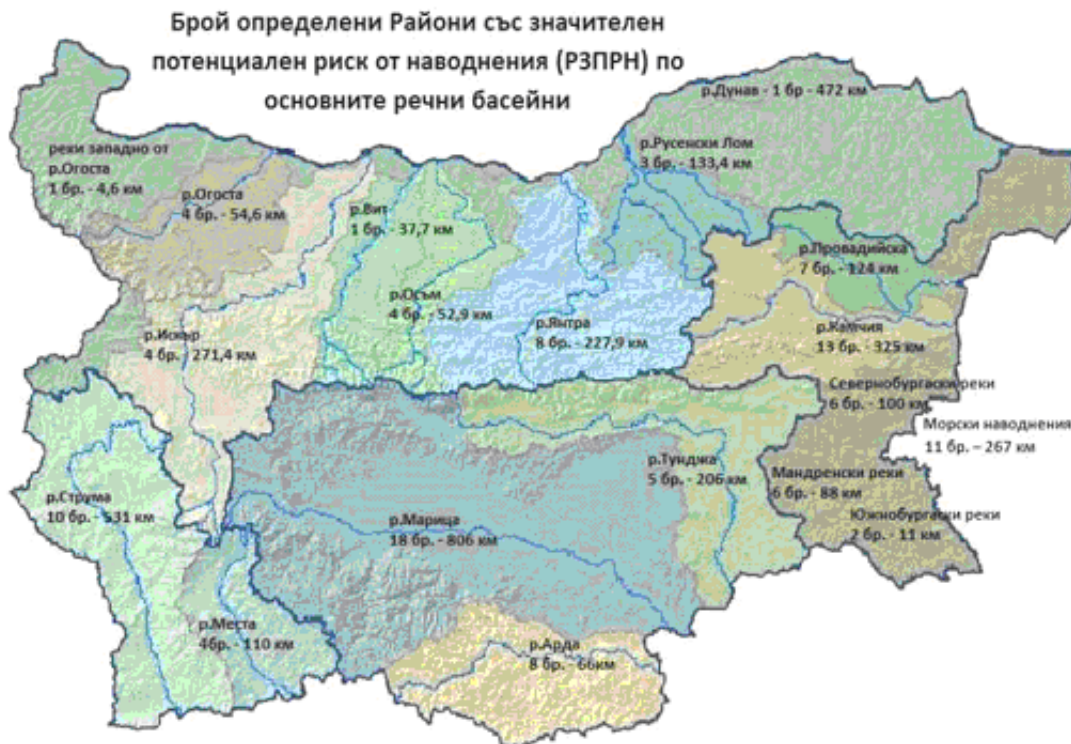 Брой определени Райони със значителен
потенциален риск от наводнения (РЗПРН) по
основните речни басейни
р.Дунав - 1 бр - 472 км
реки западно от
р.Огоста
1 бр. - 4,6 км
р.Русенски Лом
3 бр. - 133,4 км
р.Огоста
4 бр. - 54,6 км
р.Вит
1 бр. - 37,7 км
р.Провадийска
7 бр. - 124 км
р.Осъм
4 бр. - 52,9 км
р.Янтра
8 бр. - 227,9 км
р.Камчия
13 бр. - 325 км
р.Искър
4 бр. - 271,4 км
Севернобургаски реки
6 бр. - 100 км
Морски наводнения
11 бр. – 267 км
р.Тунджа
5 бр. - 206 км
Мандренски реки
6 бр. - 88 км
р.Струма
10 бр. - 531 км
р.Марица
18 бр. - 806 км
Южнобургаски реки
2 бр. - 11 км
р.Места
4бр. - 110 км
р.Арда
8 бр. - 66км